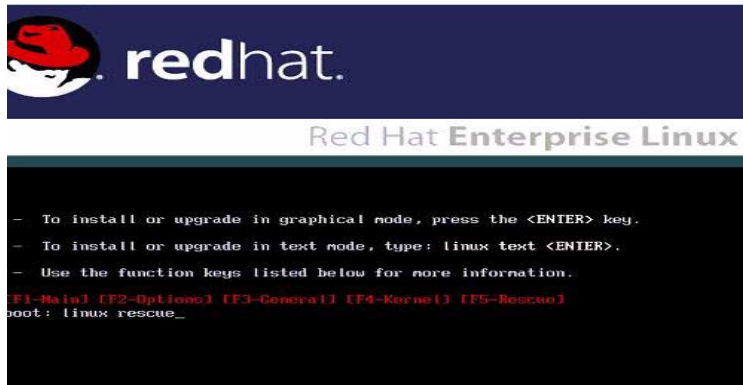 redhat.
Red Hat Enterprise Linux
- To install or upgrade in graphical mode, press the <ENTER> key.
- To install or upgrade in text mode, type: linux text <ENTER>.
- Use the function keys listed below for more information.
[F1-Main] [F2-Options] [F3-General] [F4-Kernel] [F5-Rescue]
boot: linux rescue_